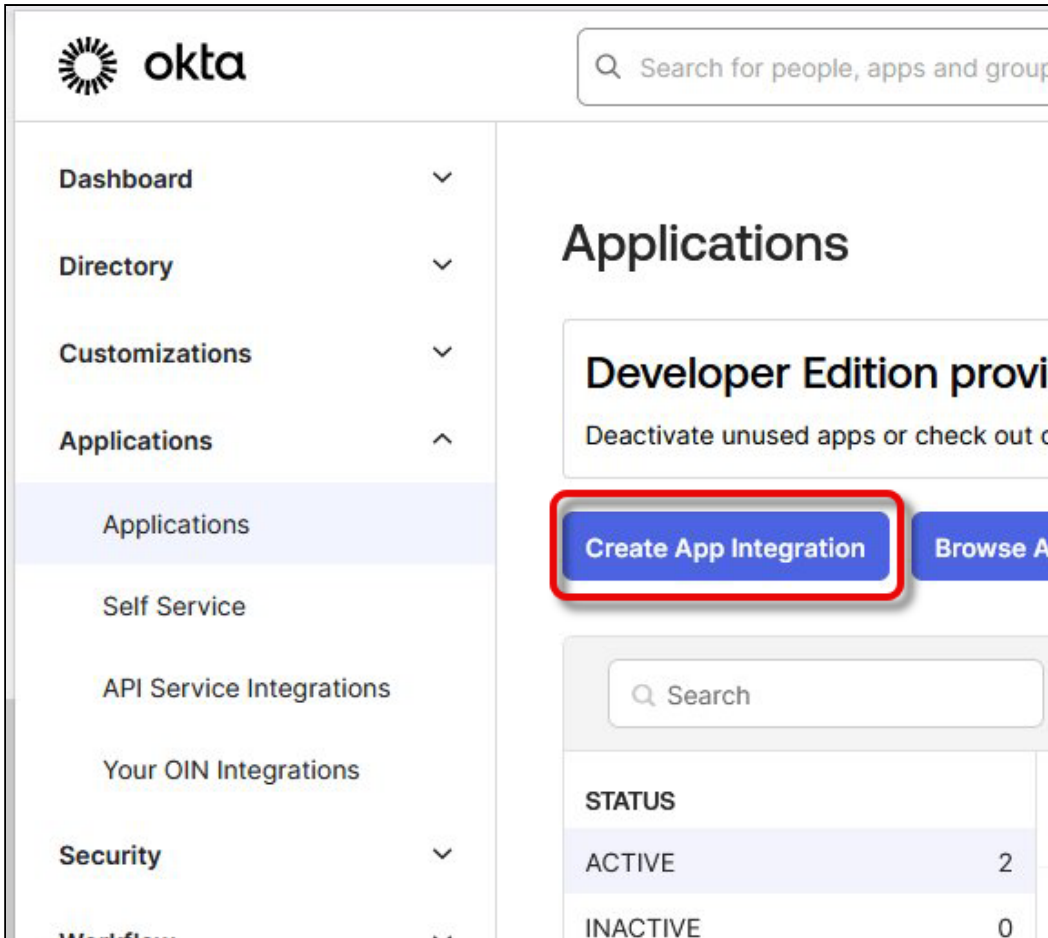 okta
Search for people, apps and group
Dashboard
Directory
Customizations
Applications
Applications
Self Service
API Service Integrations
Your OIN Integrations
Security
Workflow
Applications
Developer Edition provi
Deactivate unused apps or check out
Create App Integration
Browse A
Search
STATUS
ACTIVE 2
INACTIVE 0